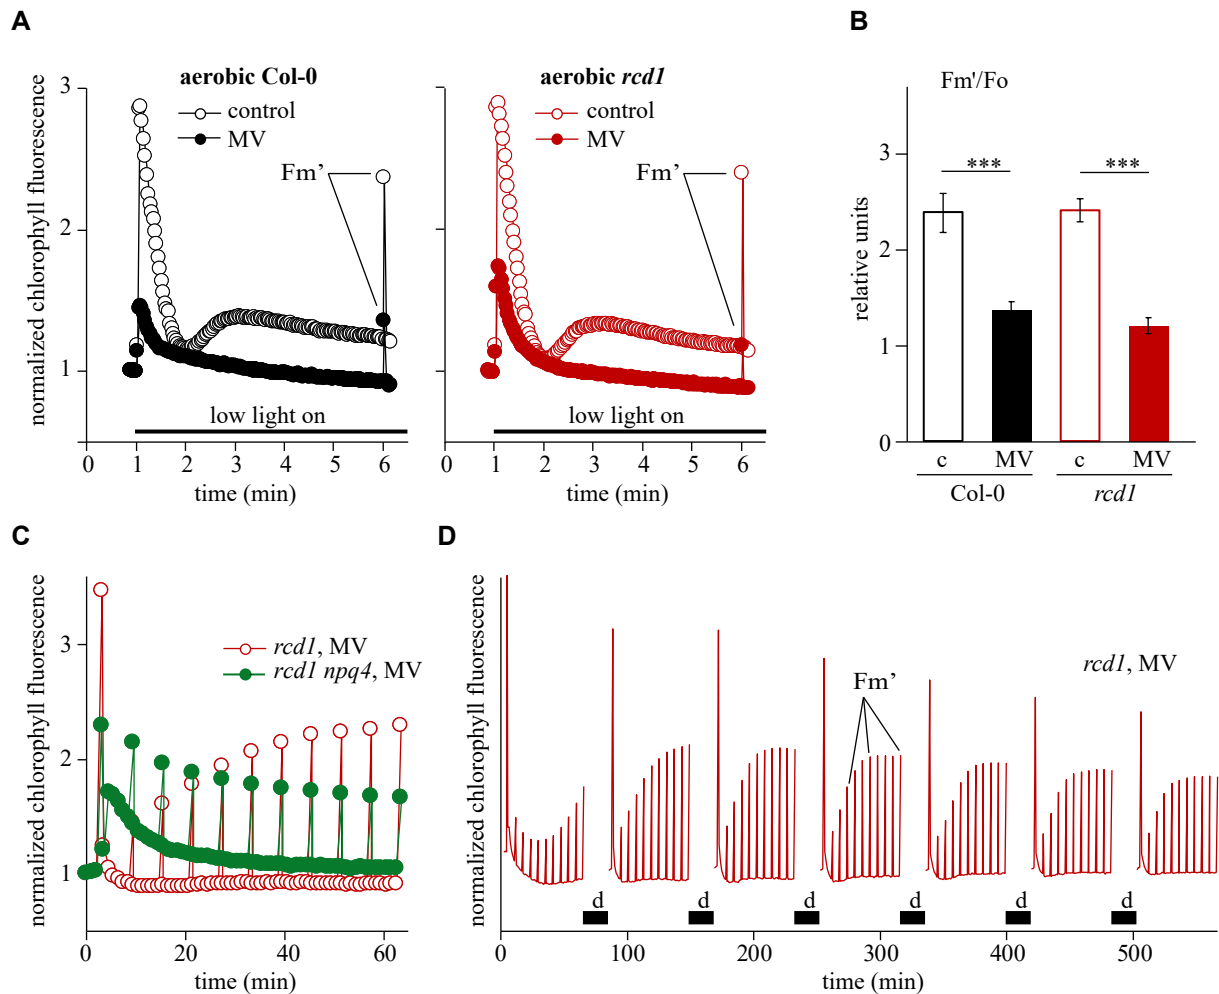 A
aerobic Col-0
control
MV
Fm’
low light on
normalized chlorophyll fluorescence
3
2
1
0 1 2 3 4 5 6
time (min)
aerobic rcd1
control
MV
Fm’
low light on
0 1 2 3 4 5 6
time (min)
B
Fm'/Fo
relative units
3
2
1
0
***
***
c MV c MV
Col-0 rcd1
C
normalized chlorophyll fluorescence
3
2
1
rcd1, MV
rcd1 npq4, MV
0 20 40 60
time (min)
D
normalized chlorophyll fluorescence
rcd1, MV
Fm’
d d d d d d
0 100 200 300 400 500
time (min)